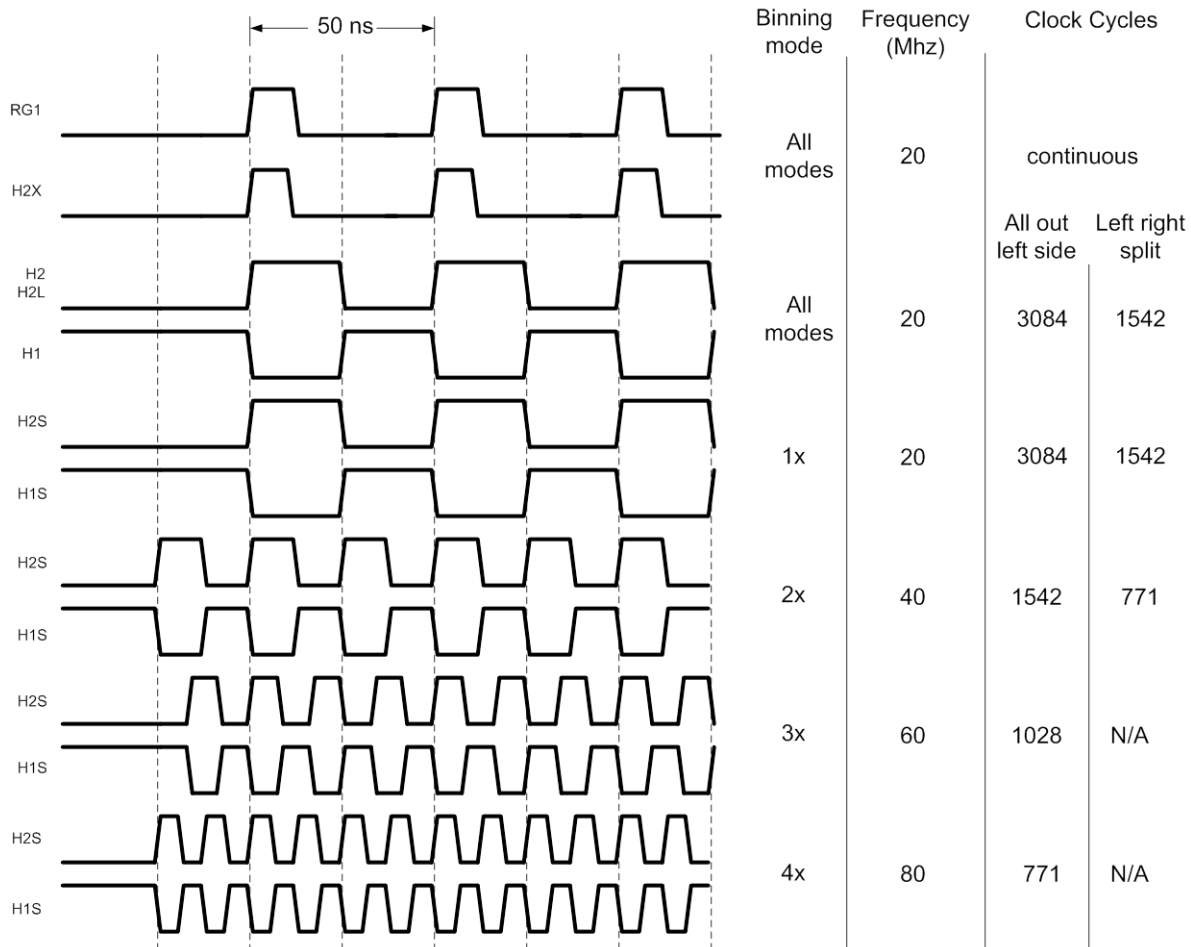 50 ns
Binning mode
Frequency (Mhz)
Clock Cycles
RG1
H2X
All modes
20
continuous
All out left side
Left right split
H2
H2L
H1
All modes
20
3084
1542
H2S
H1S
1x
20
3084
1542
H2S
H1S
2x
40
1542
771
H2S
H1S
3x
60
1028
N/A
H2S
H1S
4x
80
771
N/A